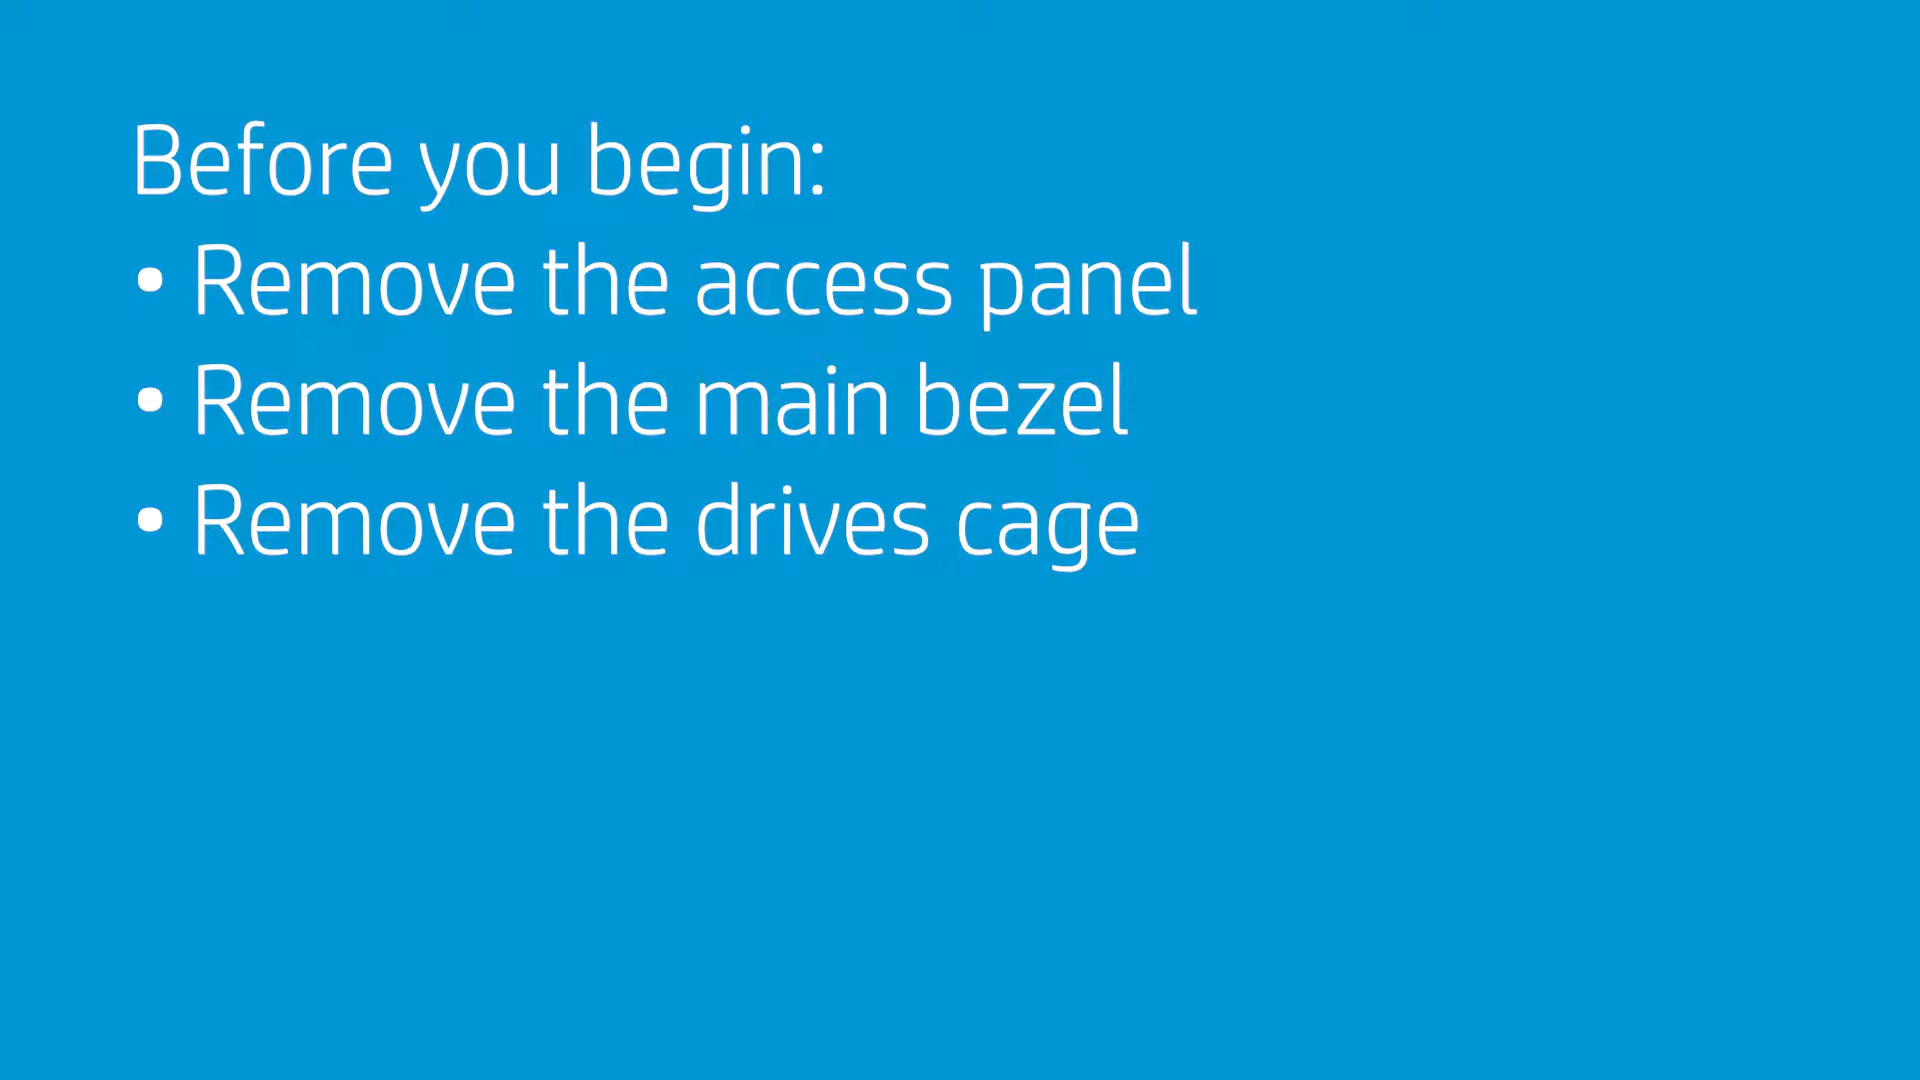 Before you begin:
• Remove the access panel
• Remove the main bezel
• Remove the drives cage